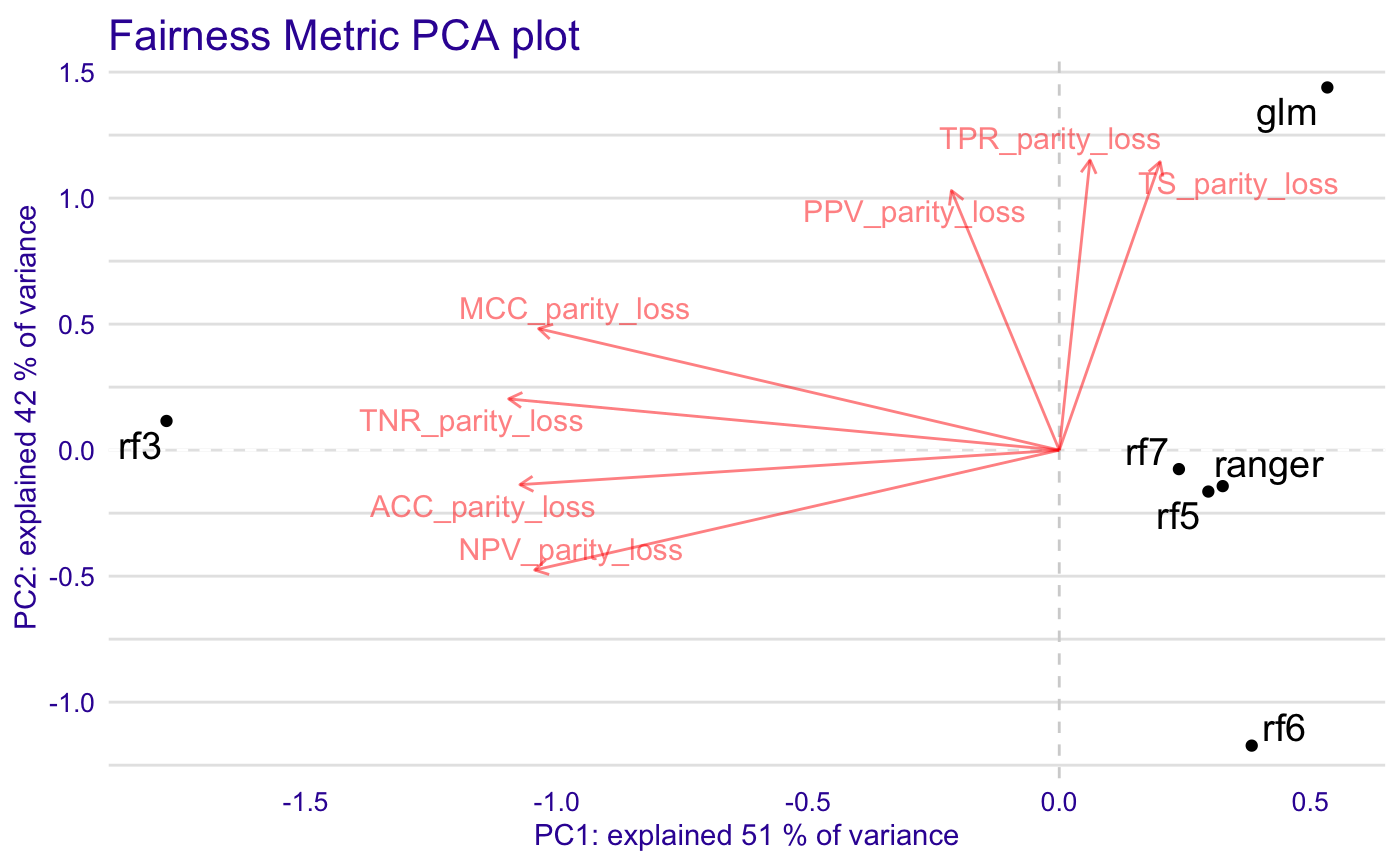 Fairness Metric PCA plot
1.5
glm
TPR_parity_loss
TS_parity_loss
1.0
PPV_parity_loss
MCC_parity_loss
0.5
TNR_parity_loss
rf3
0.0
rf7
ranger
ACC_parity_loss
rf5
NPV_parity_loss
-0.5
-1.0
rf6
PC2: explained 42 % of variance
-1.5 -1.0 -0.5 0.0 0.5
PC1: explained 51 % of variance